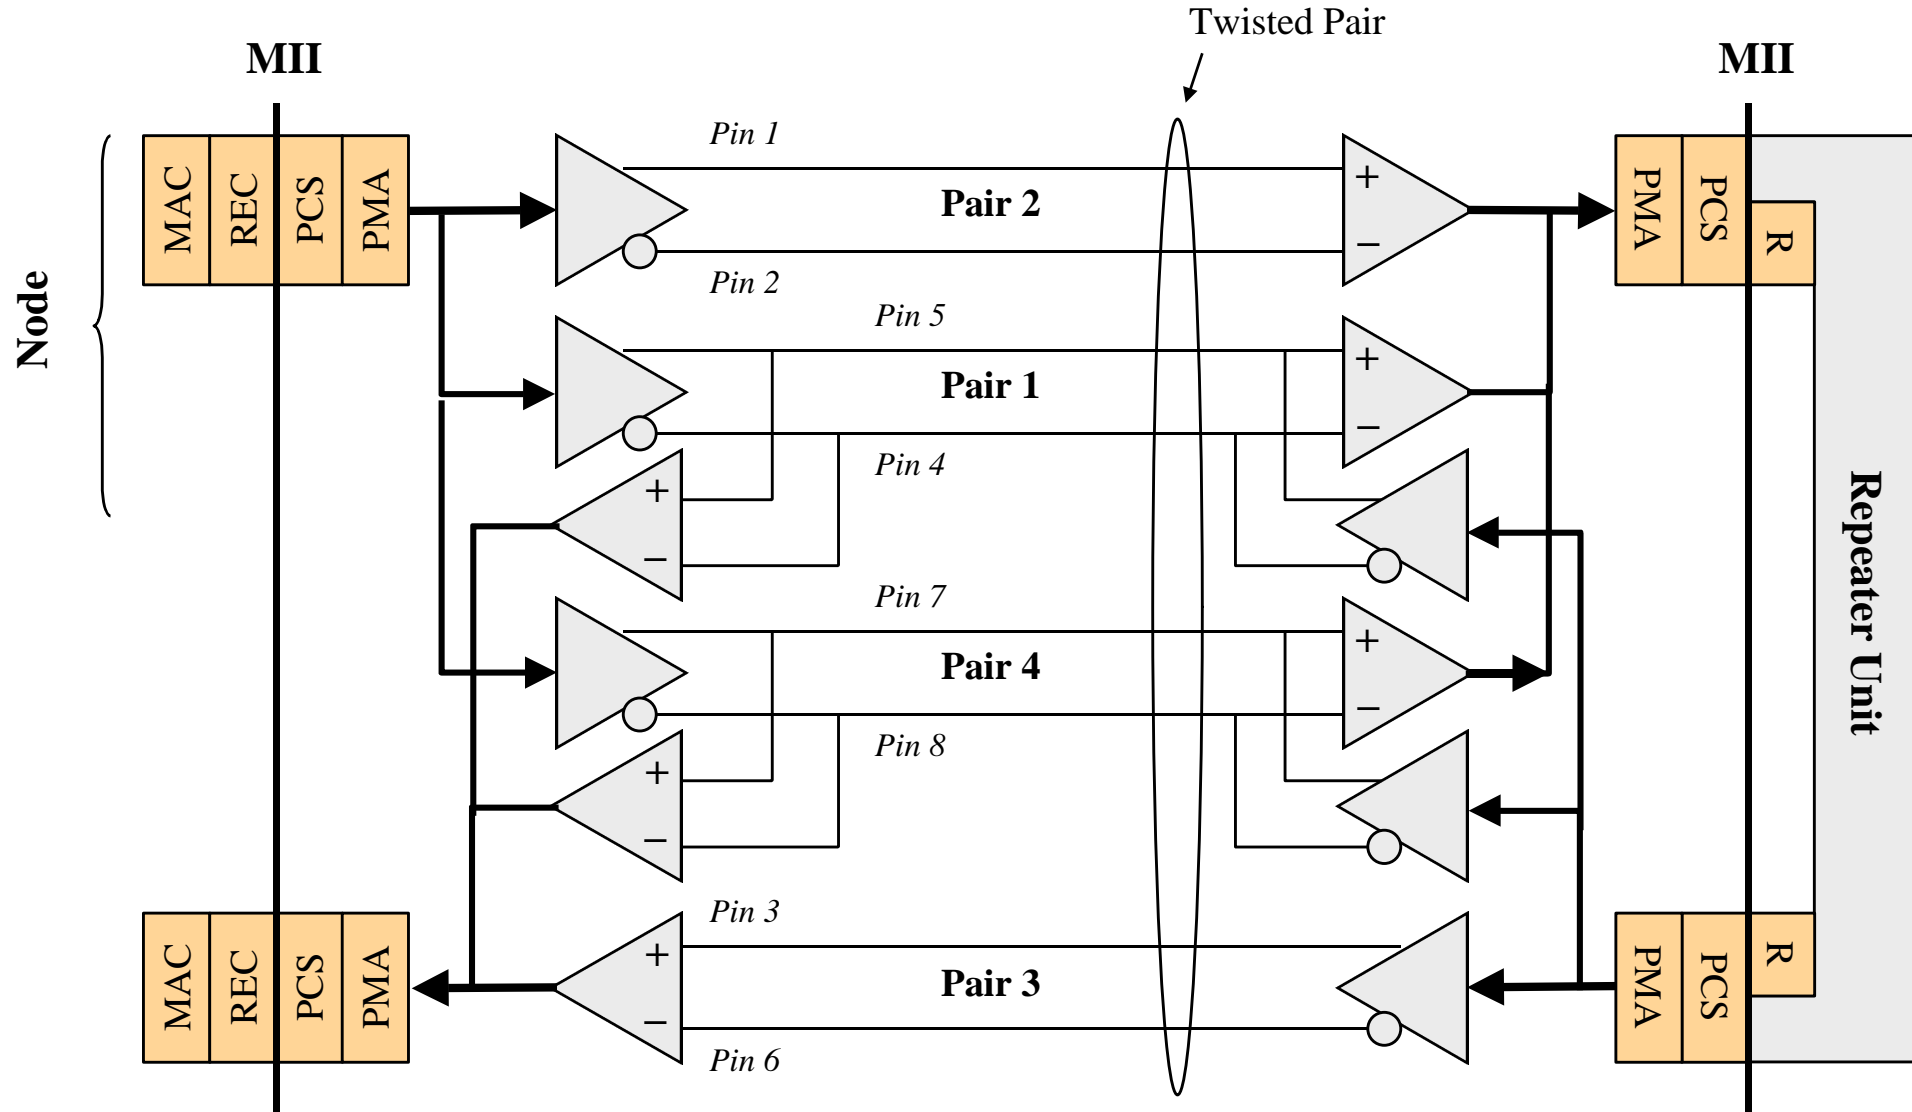 Twisted Pair
MII
MII
Pin 1
MAC
REC
PCS
PMA
Pair 2
+
−
PMA
PCS
R
Pin 2
Node
Pin 5
Pair 1
+
−
Pin 4
+
−
Repeater Unit
Pin 7
Pair 4
+
−
Pin 8
+
−
Pin 3
MAC
REC
PCS
PMA
+
−
Pair 3
PMA
PCS
R
Pin 6